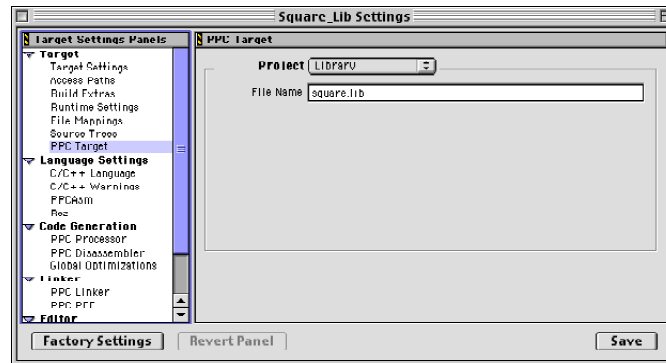 Square_Lib Settings
Target Settings Panels
PPC Target
Target
Target Settings
Access Paths
Build Extras
Runtime Settings
File Mappings
Source Trees
PPC Target
Language Settings
C/C++ Language
C/C++ Warnings
PPCAsm
Rez
Code Generation
PPC Processor
PPC Disassembler
Global Optimizations
Linker
PPC Linker
PPC PEF
Editor
Project Library
File Name square.lib
Factory Settings
Revert Panel
Save